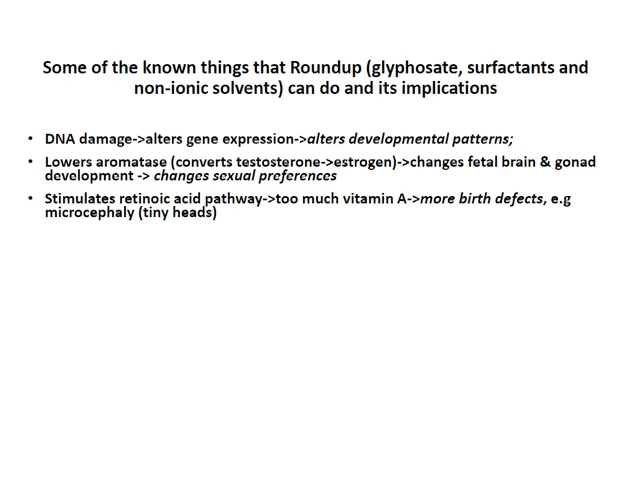 Some of the known things that Roundup (glyphosate, surfactants and
non-ionic solvents) can do and its implications
• DNA damage->alters gene expression->alters developmental patterns;
• Lowers aromatase (converts testosterone->estrogen)->changes fetal brain & gonad
development -> changes sexual preferences
• Stimulates retinoic acid pathway->too much vitamin A->more birth defects, e.g
microcephaly (tiny heads)